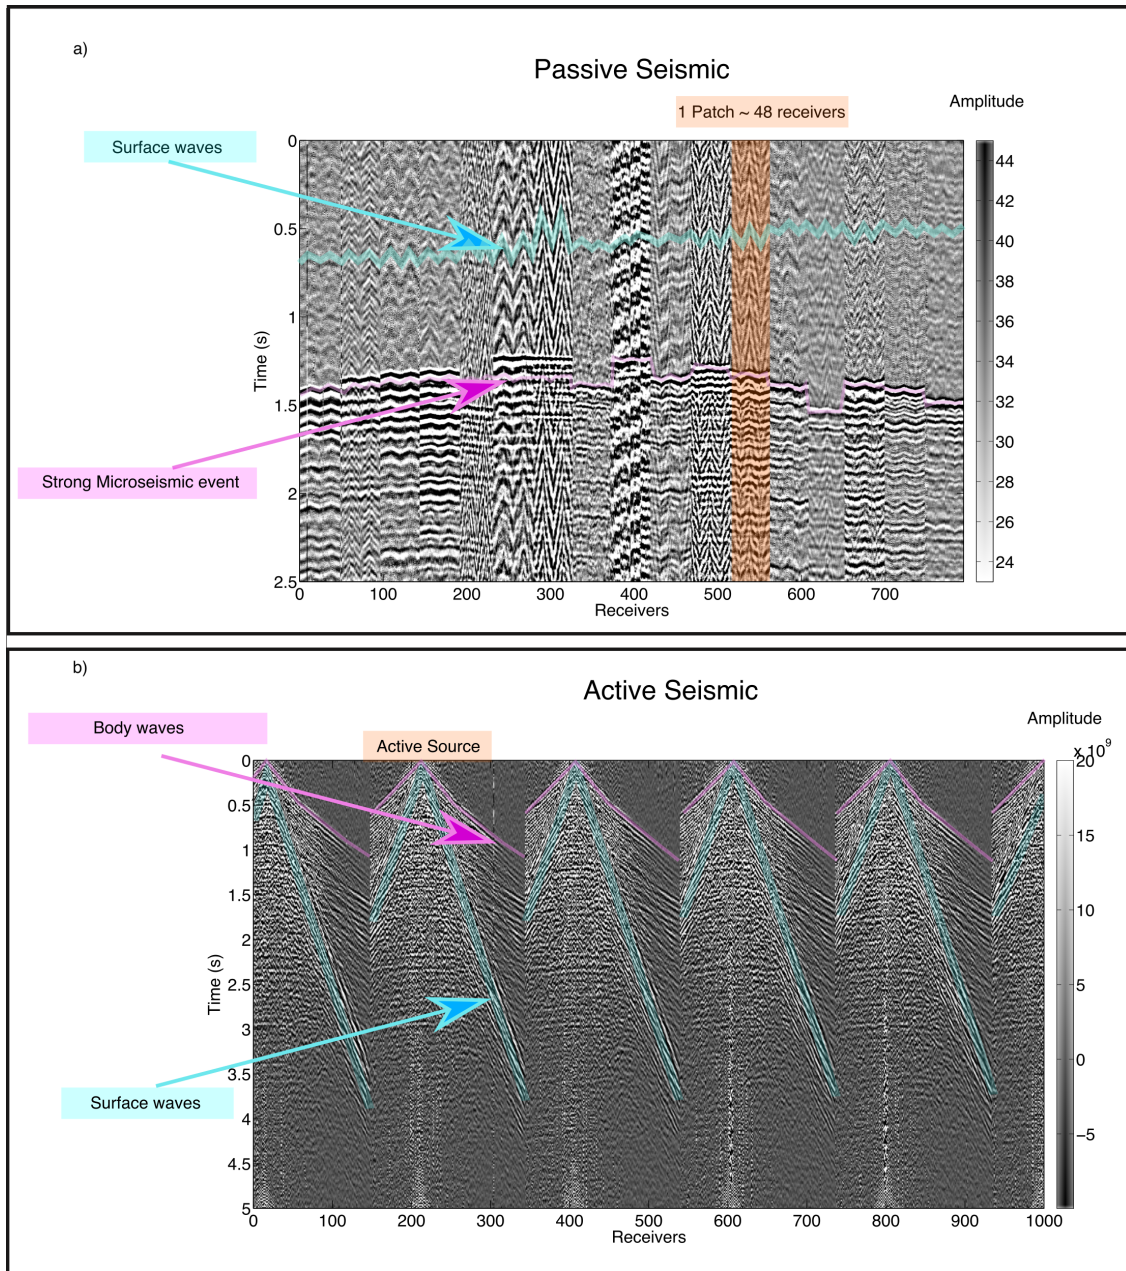 a)
Passive Seismic
1 Patch ~ 48 receivers
Amplitude
Surface waves
Strong Microseismic event
Time (s)
0
0.5
1
1.5
2
2.5
0 100 200 300 400 500 600 700
Receivers
44
42
40
38
36
34
32
30
28
26
24
b)
Active Seismic
Body waves
Active Source
Amplitude
x 10^9
Surface waves
Time (s)
0
0.5
1
1.5
2
2.5
3
3.5
4
4.5
5
0 100 200 300 400 500 600 700 800 900 1000
Receivers
20
15
10
5
0
−5